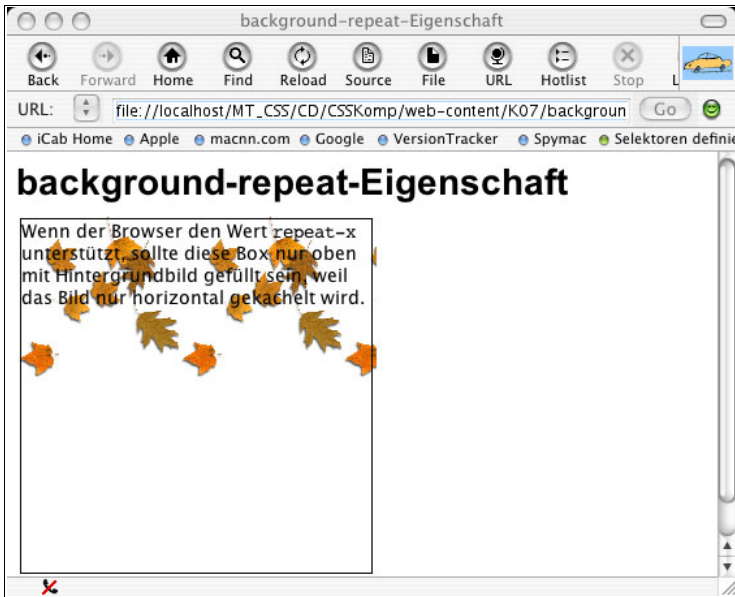 background-repeat-Eigenschaft
Back Forward Home Find Reload Source File URL Hotlist Stop L
URL: file://localhost/MT_CSS/CD/CSSKomp/web-content/K07/backgroun Go
iCab Home Apple macnn.com Google VersionTracker Spymac Selektoren definie
background-repeat-Eigenschaft
Wenn der Browser den Wert repeat-x
unterstützt, sollte diese Box nur oben
mit Hintergrundbild gefüllt sein, weil
das Bild nur horizontal gekachelt wird.